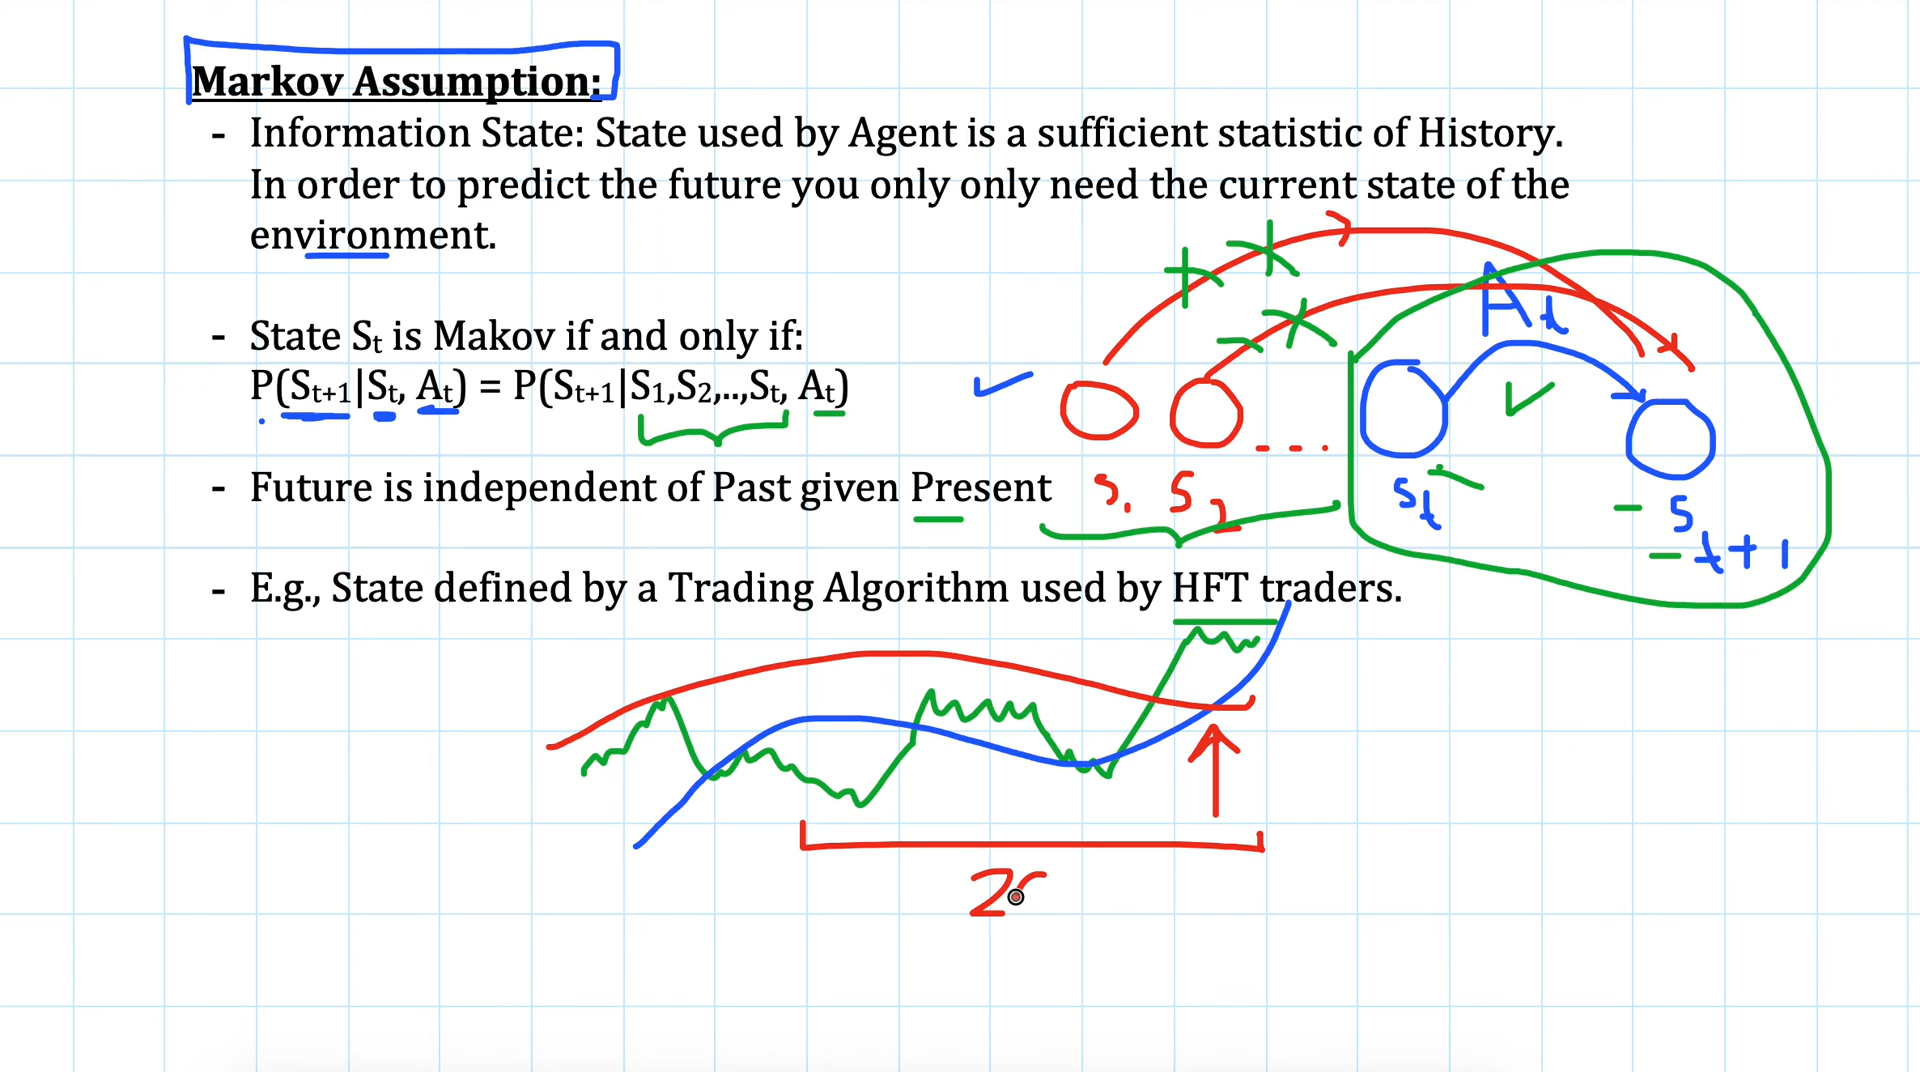 Markov Assumption:
- Information State: State used by Agent is a sufficient statistic of History.
In order to predict the future you only only need the current state of the
environment.
- State Sₜ is Makov if and only if:
P(Sₜ₊₁|Sₜ, Aₜ) = P(Sₜ₊₁|S₁,S₂,..,Sₜ, Aₜ)
Aₜ
- Future is independent of Past given Present
S₁ S₂ .... Sₜ Sₜ₊₁
- E.g., State defined by a Trading Algorithm used by HFT traders.